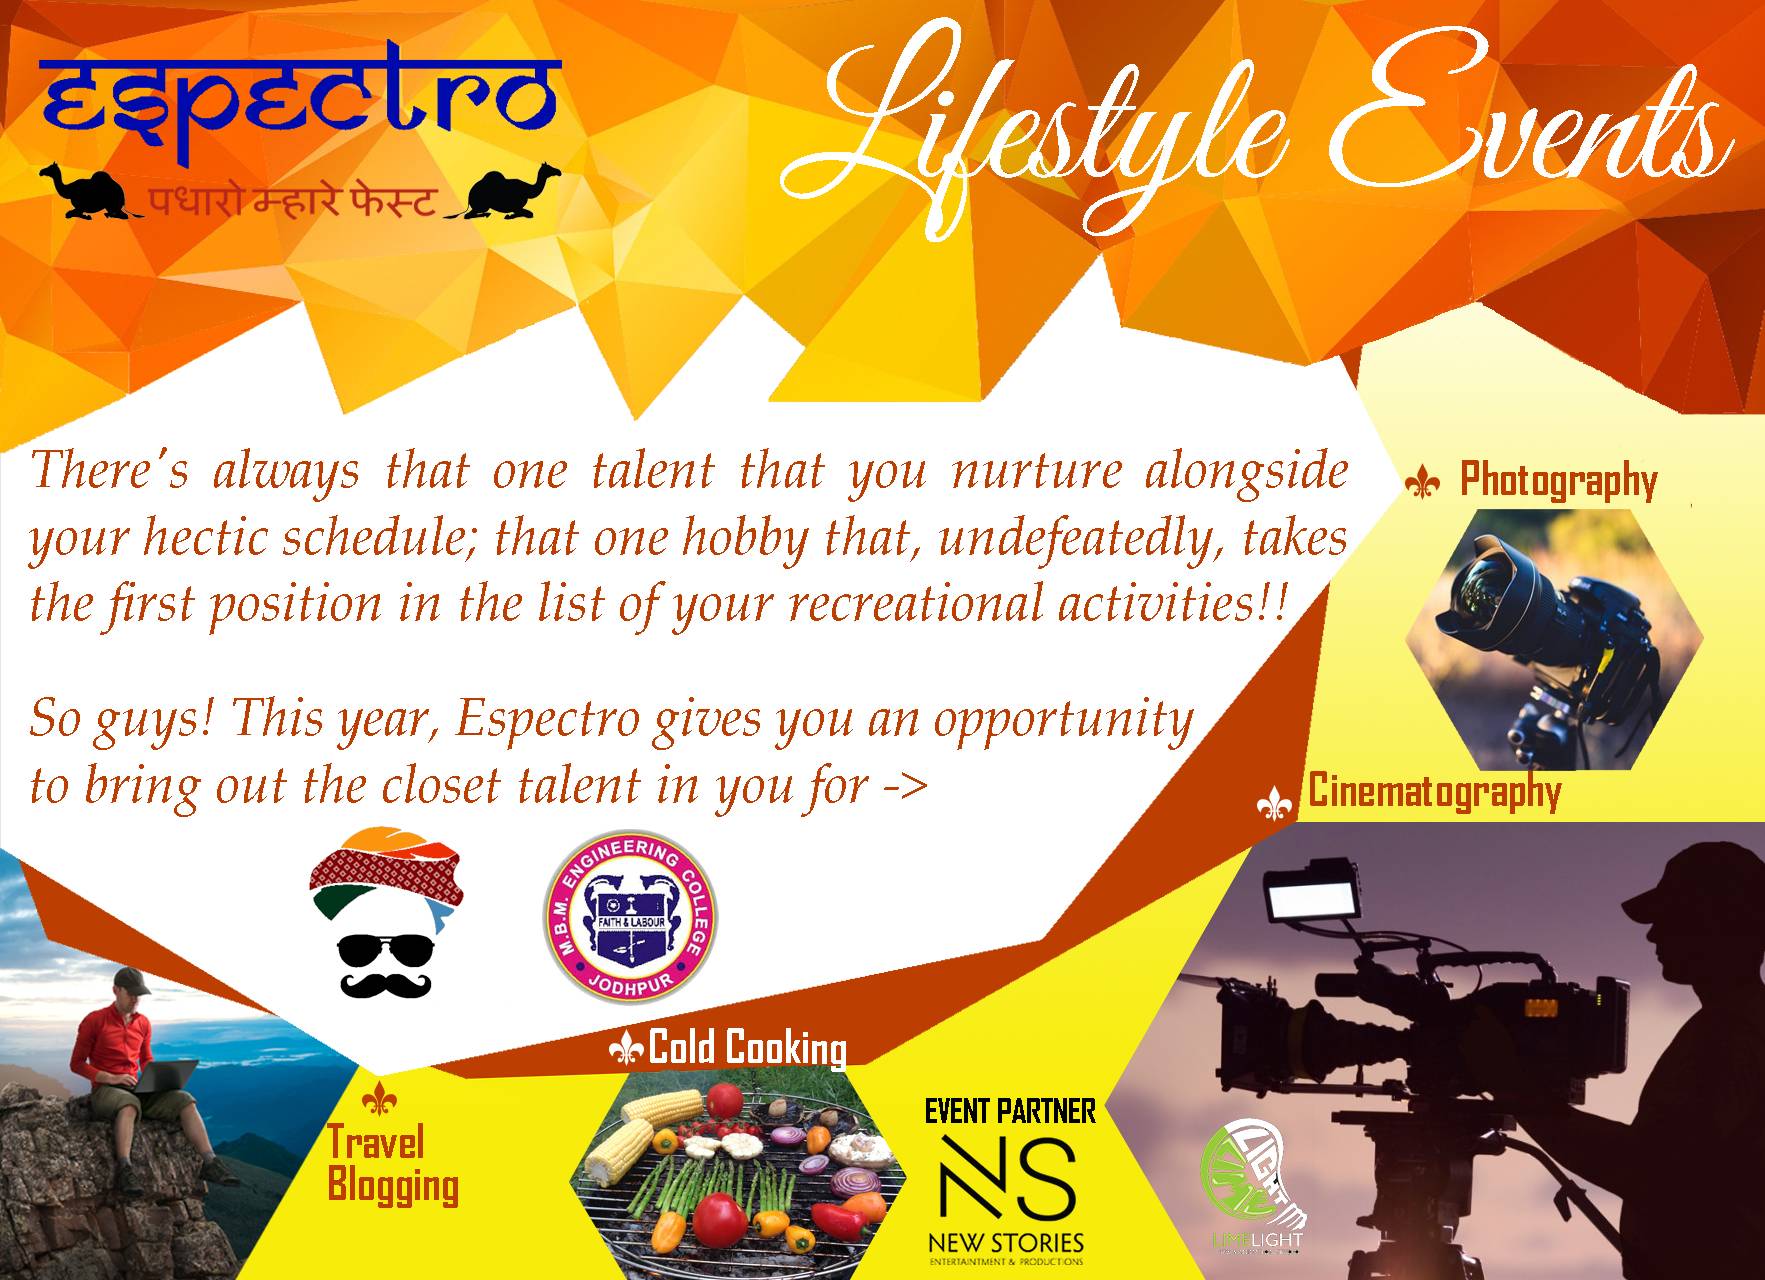 espectro
पधारो म्हारे फेस्ट
Lifestyle Events
There's always that one talent that you nurture alongside
your hectic schedule; that one hobby that, undefeatedly, takes
the first position in the list of your recreational activities!!
So guys! This year, Espectro gives you an opportunity
to bring out the closet talent in you for ->
Photography
Cinematography
M.B.M. ENGINEERING COLLEGE
FAITH & LABOUR
JODHPUR
Cold Cooking
Travel
Blogging
EVENT PARTNER
NS
NEW STORIES
ENTERTAINTMENT & PRODUCTIONS
LIME LIGHT
LIMELIGHT